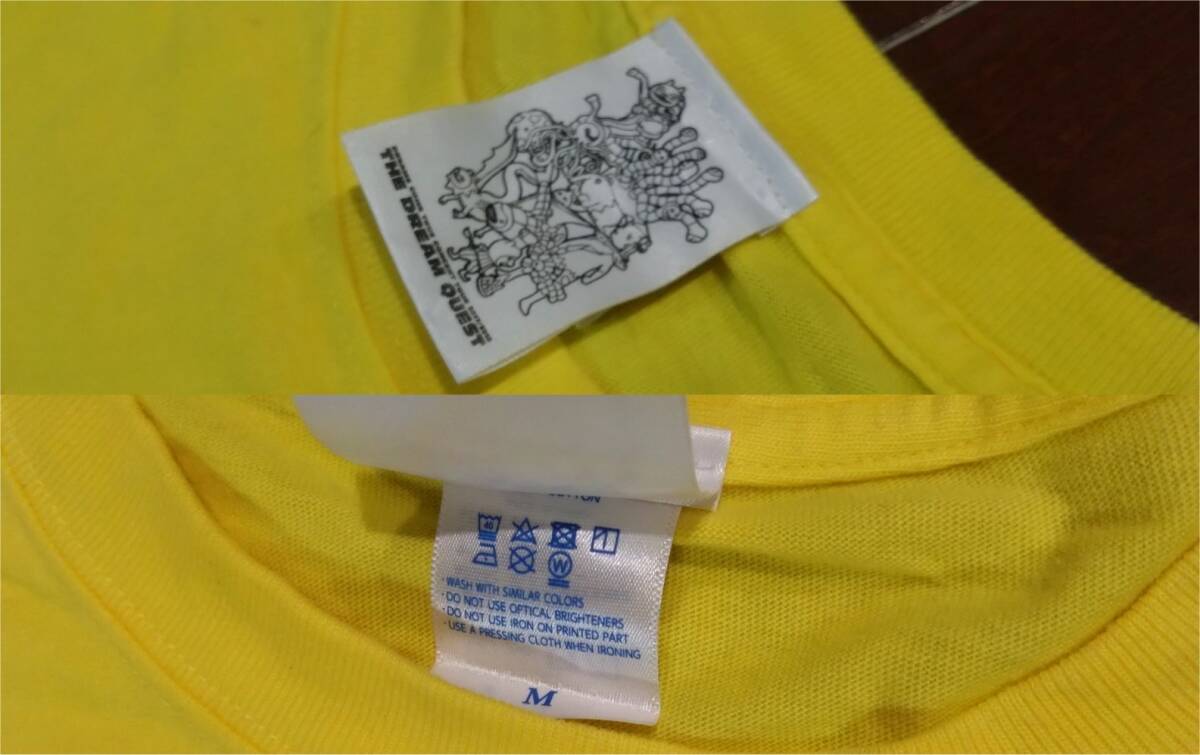 THE DREAM QUEST
40
W
· WASH WITH SIMILAR COLORS
· DO NOT USE OPTICAL BRIGHTENERS
· DO NOT USE IRON ON PRINTED PART
· USE A PRESSING CLOTH WHEN IRONING
M